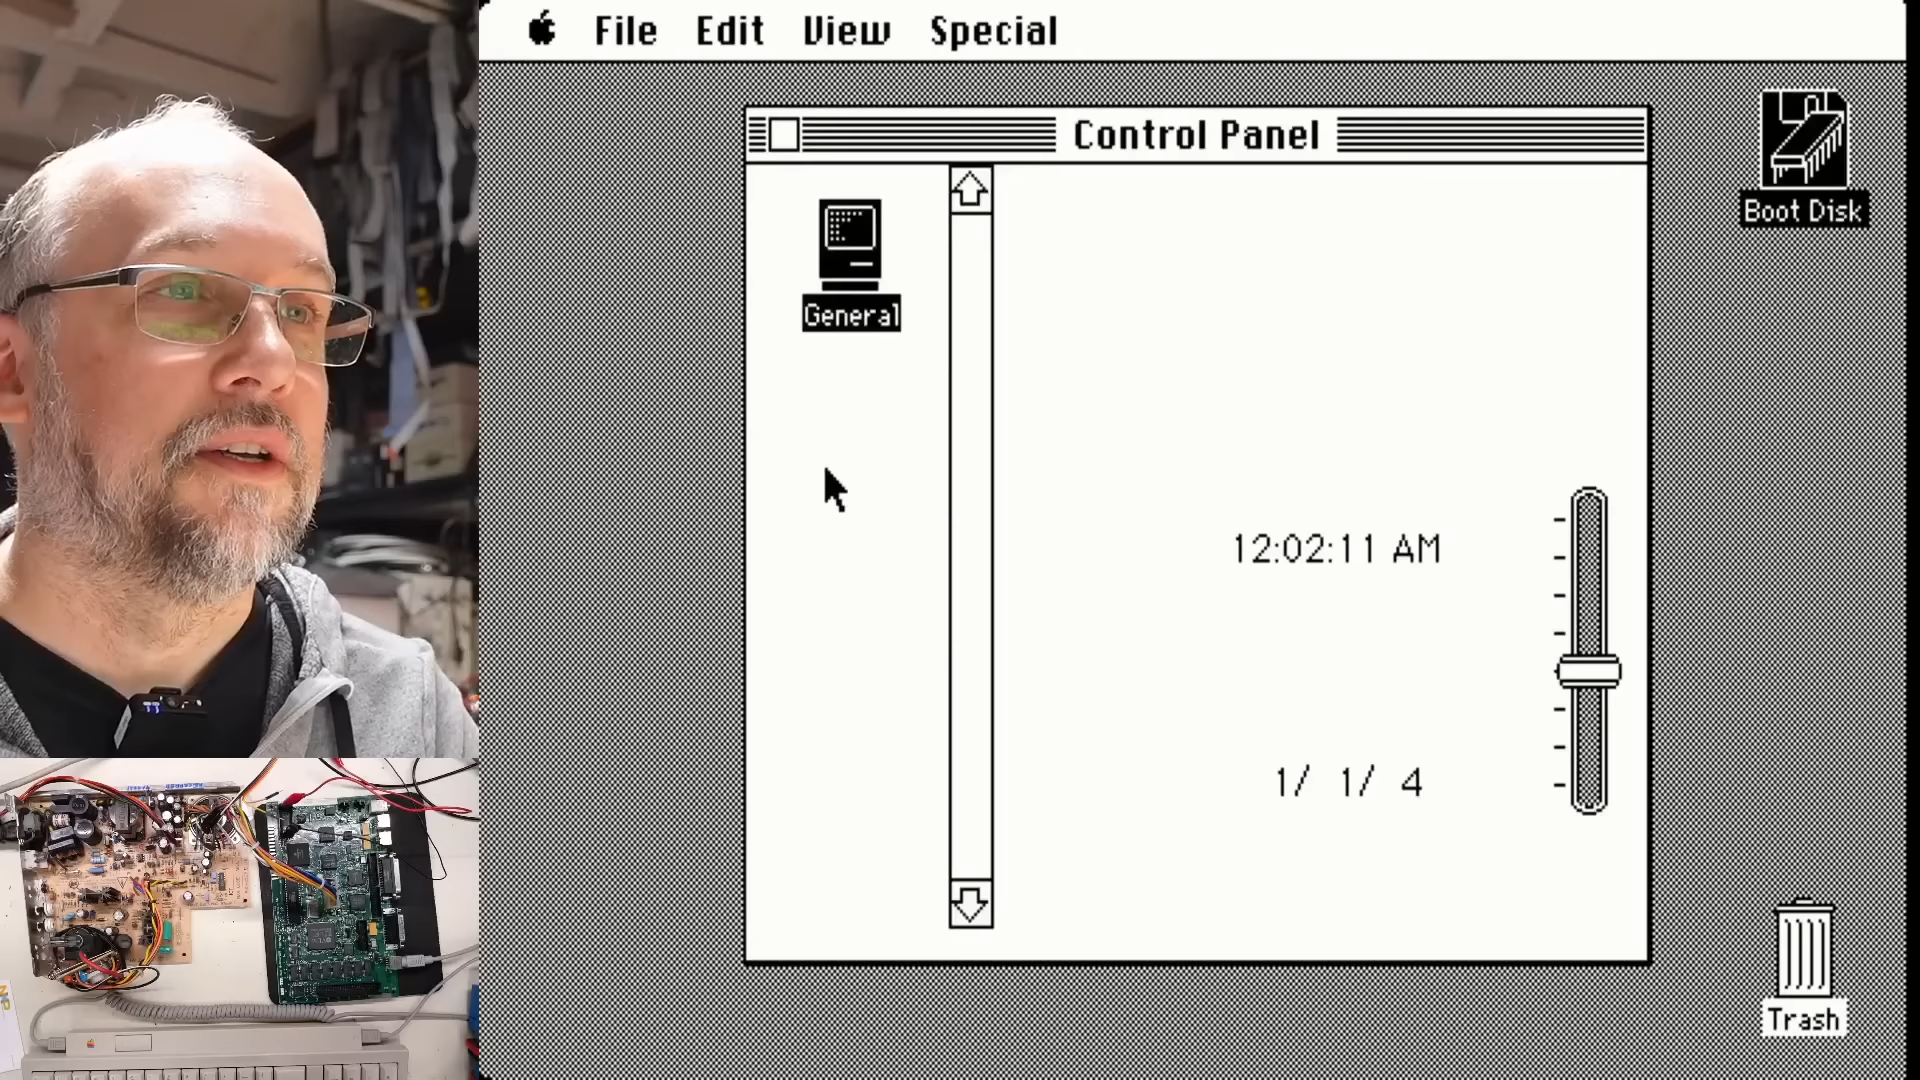 File Edit View Special
Control Panel
Boot Disk
General
12:02:11 AM
1/ 1/ 4
Trash